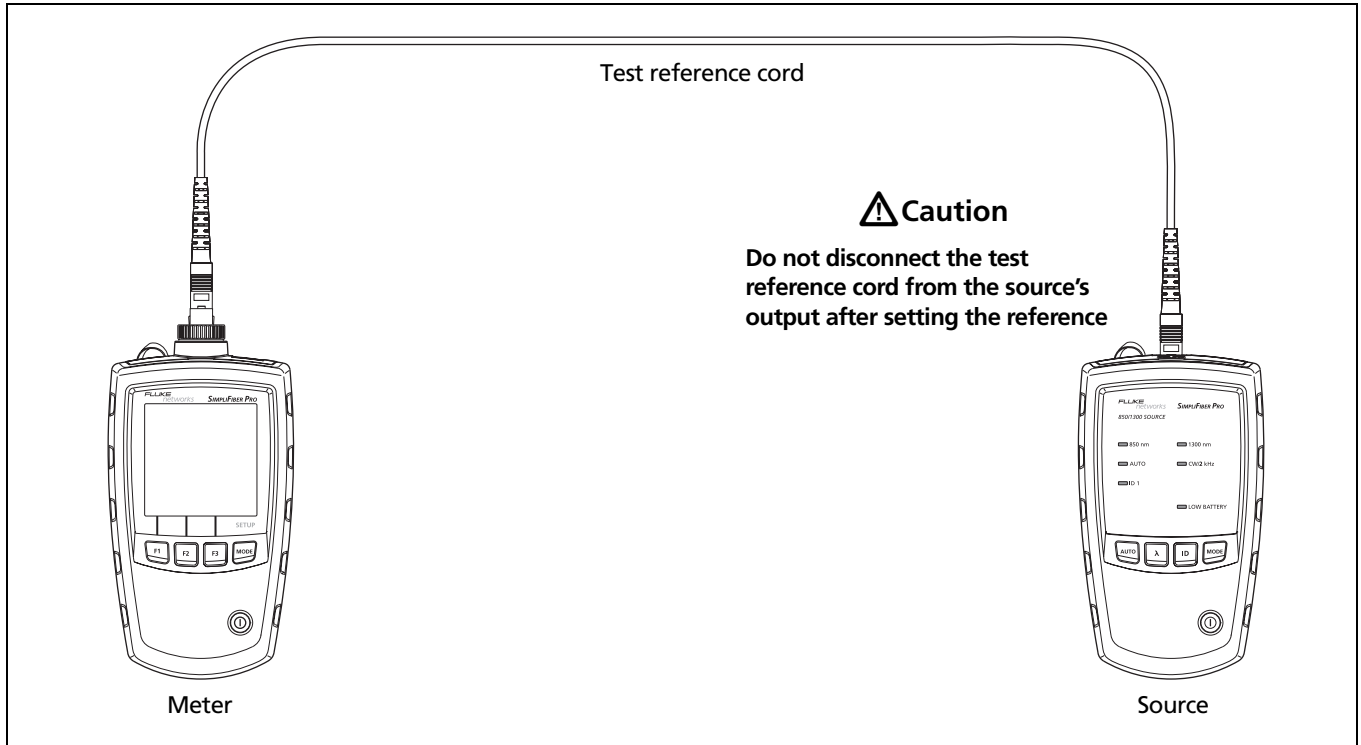 Test reference cord
Caution
Do not disconnect the test
reference cord from the source's
output after setting the reference
FLUKE
networks
SIMPLIFIBER PRO
SETUP
F1
F2
F3
MODE
Meter
FLUKE
networks
SIMPLIFIBER PRO
850/1300 SOURCE
850 nm
1300 nm
AUTO
CW/2 kHz
ID 1
LOW BATTERY
AUTO
λ
ID
MODE
Source